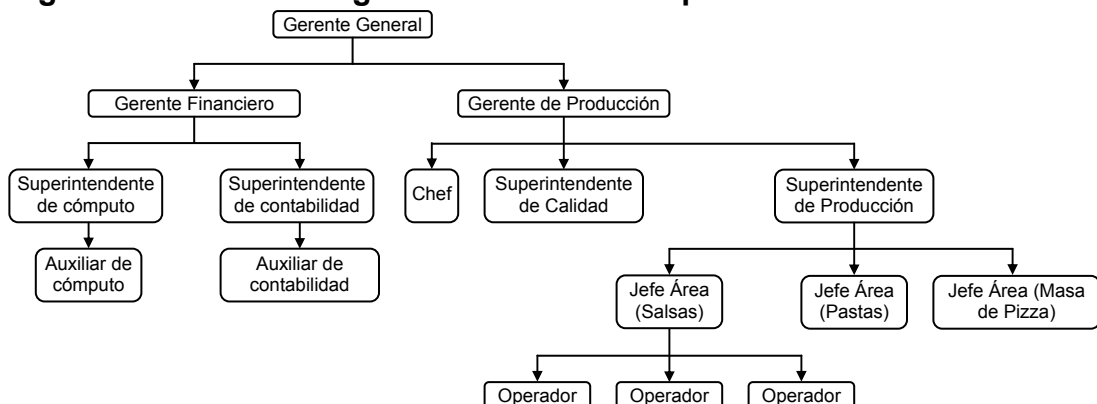 Gerente General
Gerente Financiero
Gerente de Producción
Superintendente
de cómputo
Superintendente
de contabilidad
Chef
Superintendente
de Calidad
Superintendente
de Producción
Auxiliar de
cómputo
Auxiliar de
contabilidad
Jefe Área
(Salsas)
Jefe Área
(Pastas)
Jefe Área (Masa
de Pizza)
Operador
Operador
Operador